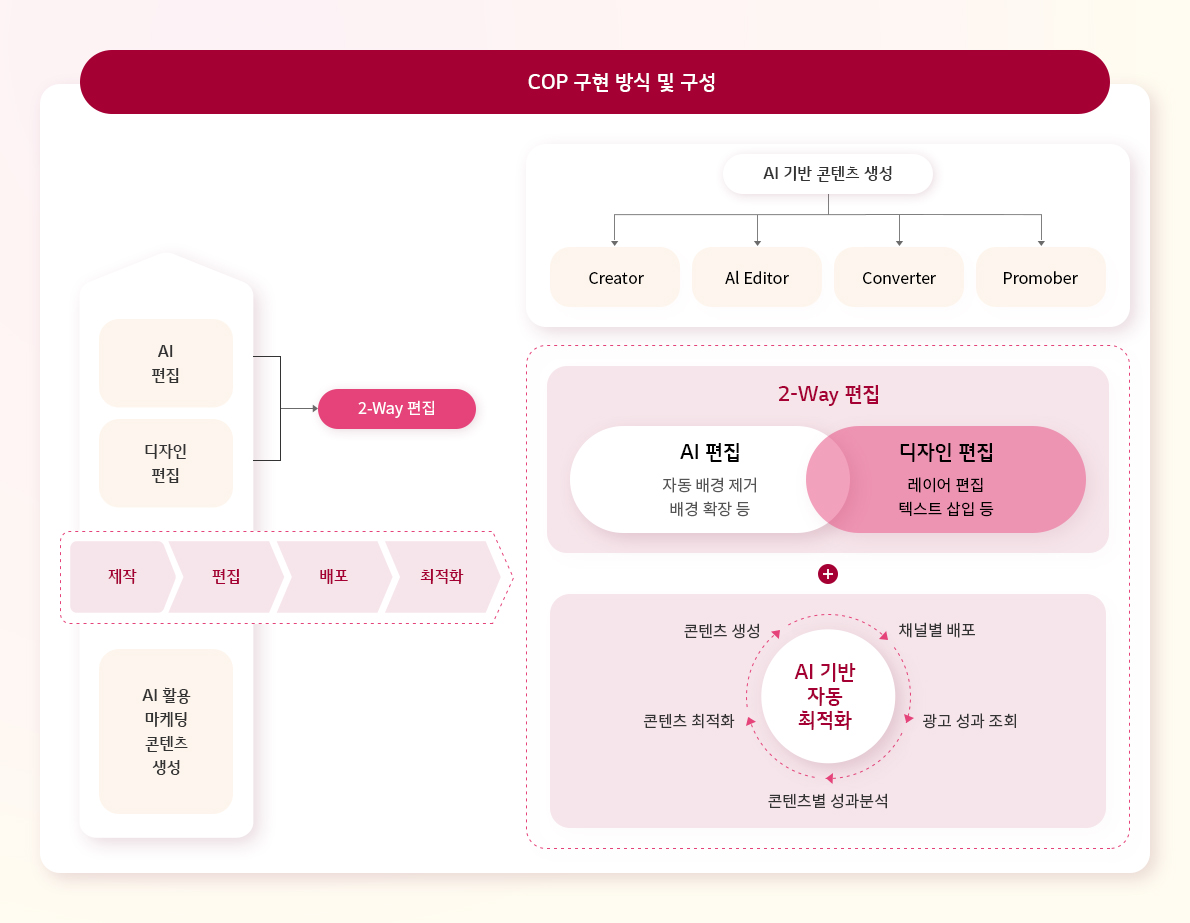 COP 구현 방식 및 구성
AI 기반 콘텐츠 생성
Creator
Al Editor
Converter
Promober
AI
편집
디자인
편집
2-Way 편집
제작
편집
배포
최적화
AI 활용
마케팅
콘텐츠
생성
2-Way 편집
AI 편집
자동 배경 제거
배경 확장 등
디자인 편집
레이어 편집
텍스트 삽입 등
+
콘텐츠 생성
채널별 배포
AI 기반
자동
최적화
콘텐츠 최적화
광고 성과 조회
콘텐츠별 성과분석